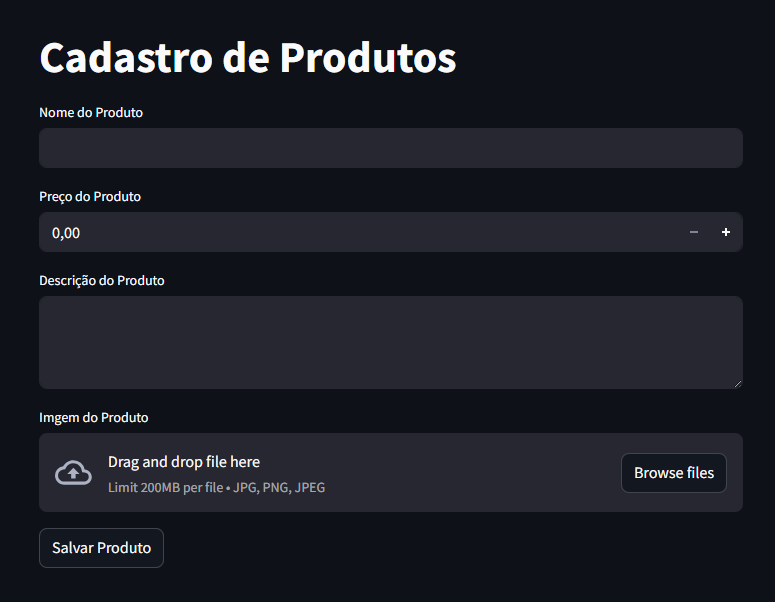 Cadastro de Produtos
Nome do Produto
Preço do Produto
0,00
Descrição do Produto
Imgem do Produto
Drag and drop file here
Limit 200MB per file • JPG, PNG, JPEG
Browse files
Salvar Produto